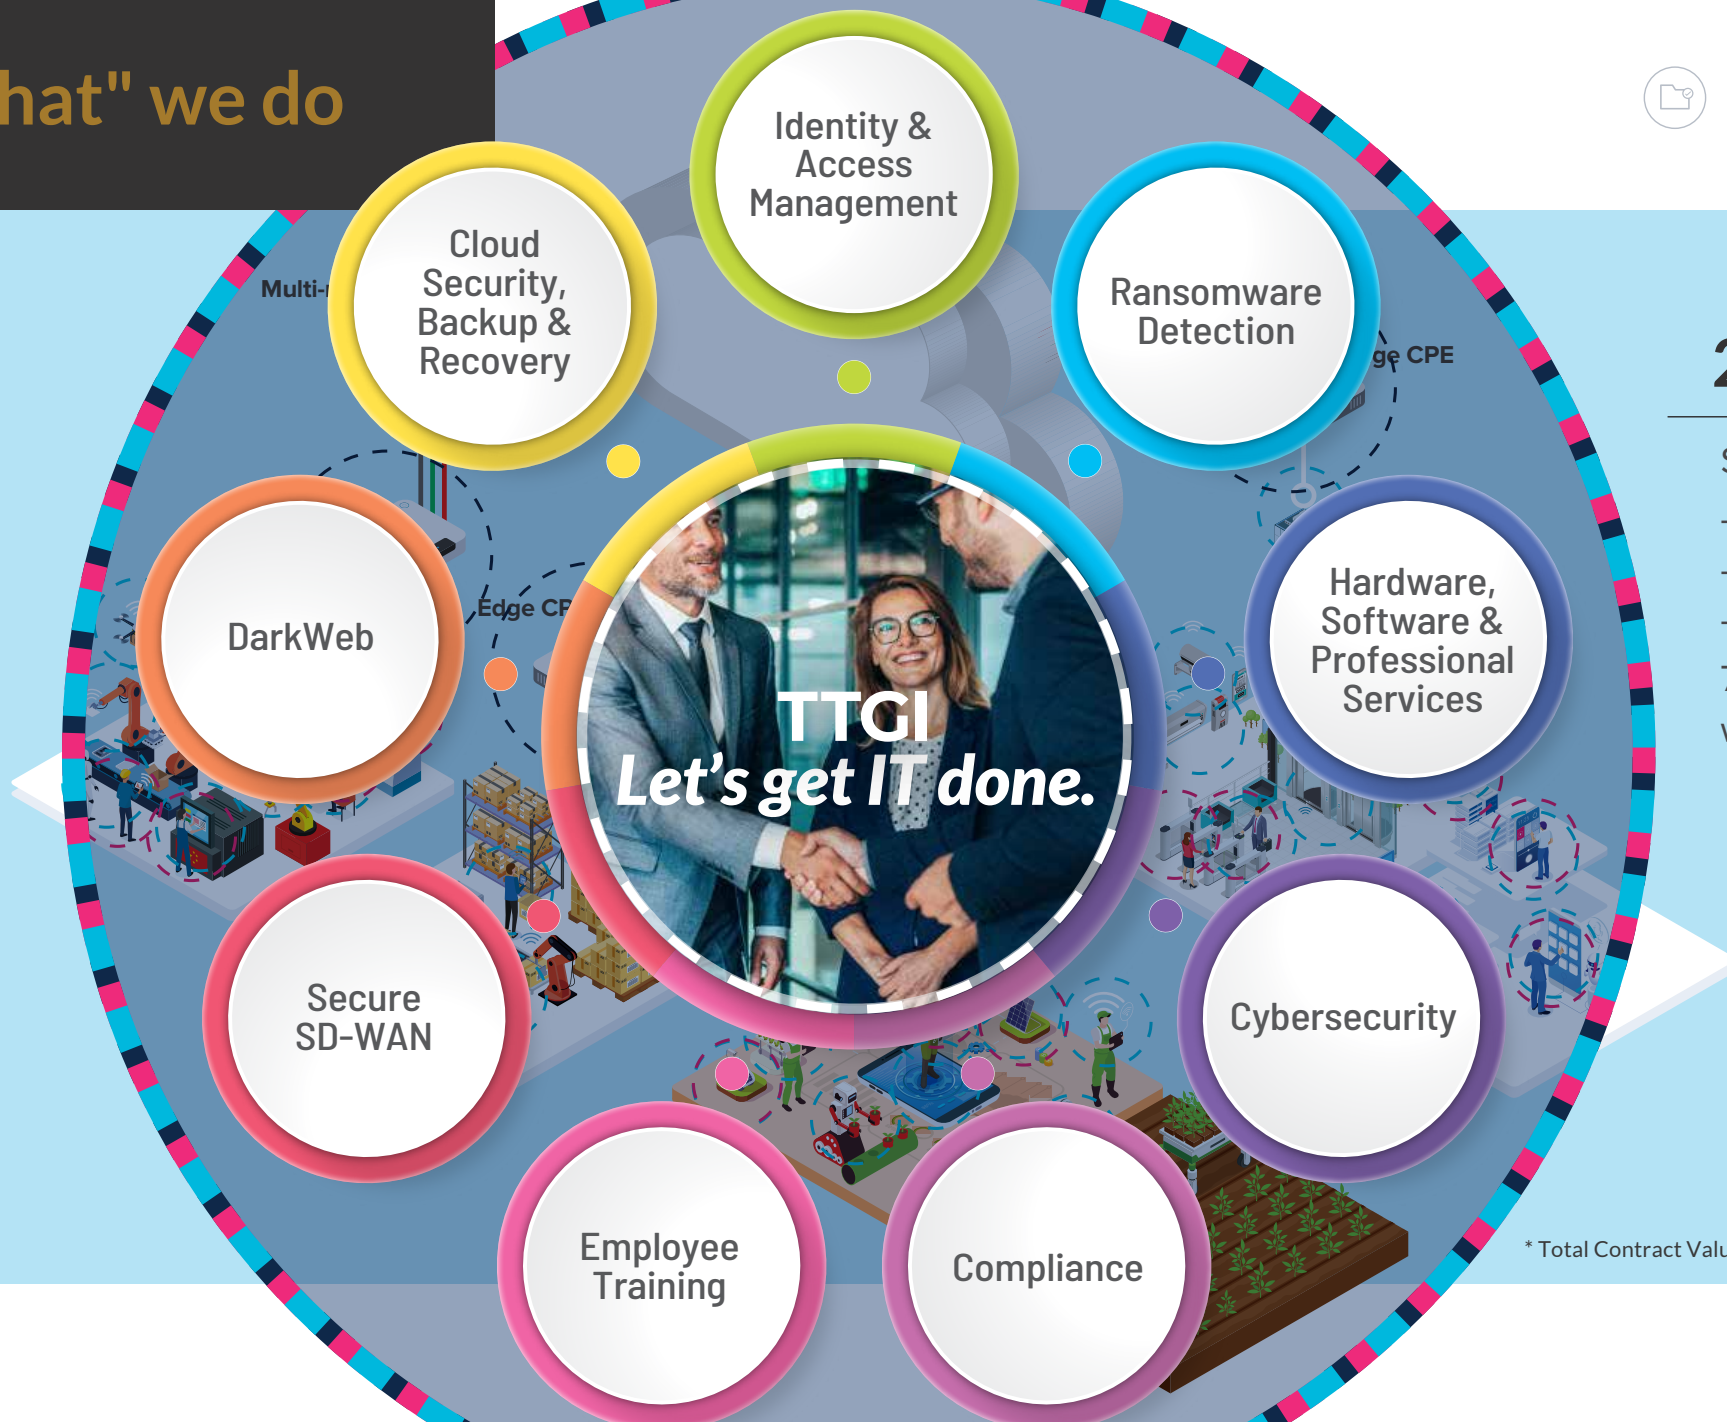 hat" we do
Identity &
Access
Management
Cloud
Security,
Backup &
Recovery
Ransomware
Detection
Multi-
ge CPE
DarkWeb
Edge CP
Hardware,
Software &
Professional
Services
TTGI
Let's get IT done.
Secure
SD-WAN
Cybersecurity
Employee
Training
Compliance
* Total Contract Valu